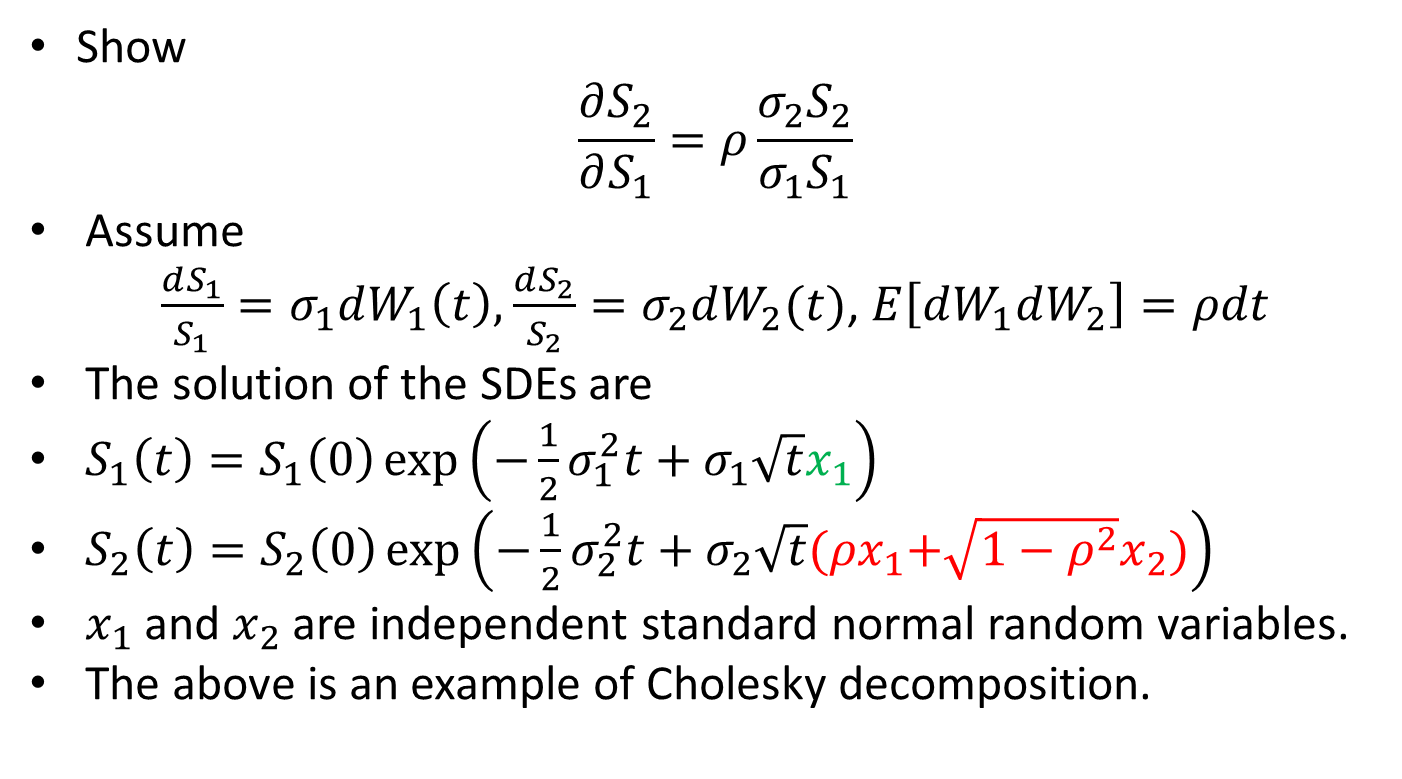 • Show
∂S₂/∂S₁ = ρ σ₂S₂/σ₁S₁
• Assume
dS₁/S₁ = σ₁dW₁(t), dS₂/S₂ = σ₂dW₂(t), E[dW₁dW₂] = ρdt
• The solution of the SDEs are
• S₁(t) = S₁(0) exp(−½σ₁²t + σ₁√t x₁)
• S₂(t) = S₂(0) exp(−½σ₂²t + σ₂√t(ρx₁+√(1 − ρ²)x₂))
• x₁ and x₂ are independent standard normal random variables.
• The above is an example of Cholesky decomposition.